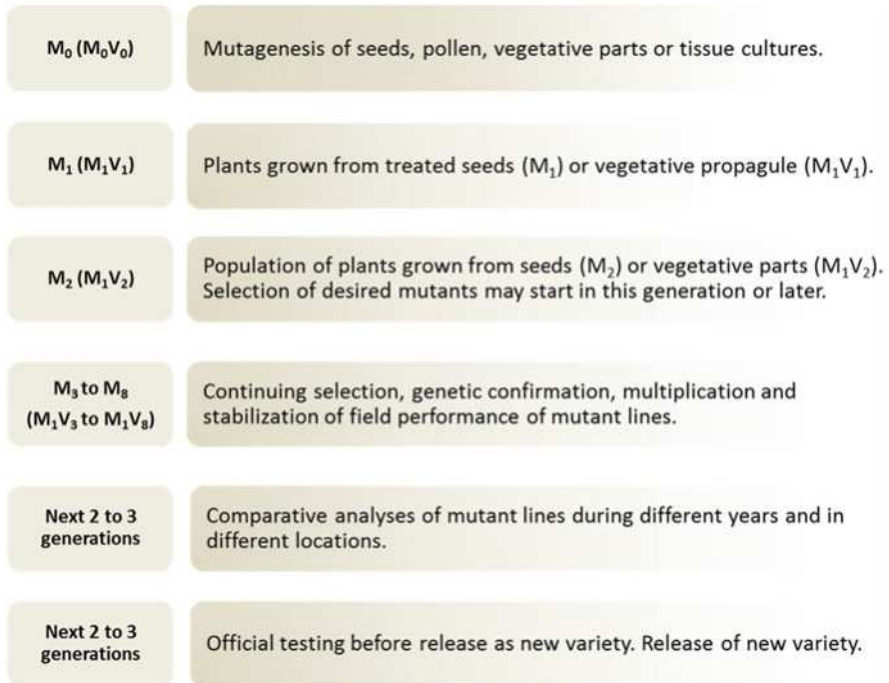 M₀ (M₀V₀)
Mutagenesis of seeds, pollen, vegetative parts or tissue cultures.
M₁ (M₁V₁)
Plants grown from treated seeds (M₁) or vegetative propagule (M₁V₁).
M₂ (M₁V₂)
Population of plants grown from seeds (M₂) or vegetative parts (M₁V₂).
Selection of desired mutants may start in this generation or later.
M₃ to M₈
(M₁V₃ to M₁V₈)
Continuing selection, genetic confirmation, multiplication and
stabilization of field performance of mutant lines.
Next 2 to 3
generations
Comparative analyses of mutant lines during different years and in
different locations.
Next 2 to 3
generations
Official testing before release as new variety. Release of new variety.